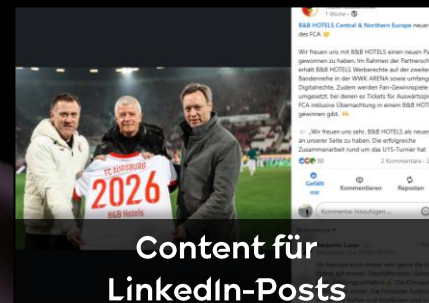 1 Woche •
B&B HOTELS Central & Northern Europe neuer
des FCA
Wir freuen uns mit B&B HOTELS einen neuen Pa
gewonnen zu haben. Im Rahmen der Partnersch
erhält B&B HOTELS Werberechte auf der zweiten
Bandenreihe in der WWK ARENA sowie umfang
Digitalrechte. Zudem werden Fan-Gewinnspiele
umgesetzt, bei denen es Tickets für Auswärtsspi
FCA inklusive Übernachtung in einem B&B HOT
gewinnen gibt.
„Wir freuen uns sehr, B&B HOTELS als neuen
an unserer Seite zu haben. Die erfolgreiche
Zusammenarbeit rund um das U15-Turnier hat
88
2 Kommentare
Gefällt
mir
Kommentieren
Reposten
Kommentar hinzufügen ...
FC AUGSBURG
2026
B&B Hotels
Content für
LinkedIn-Posts